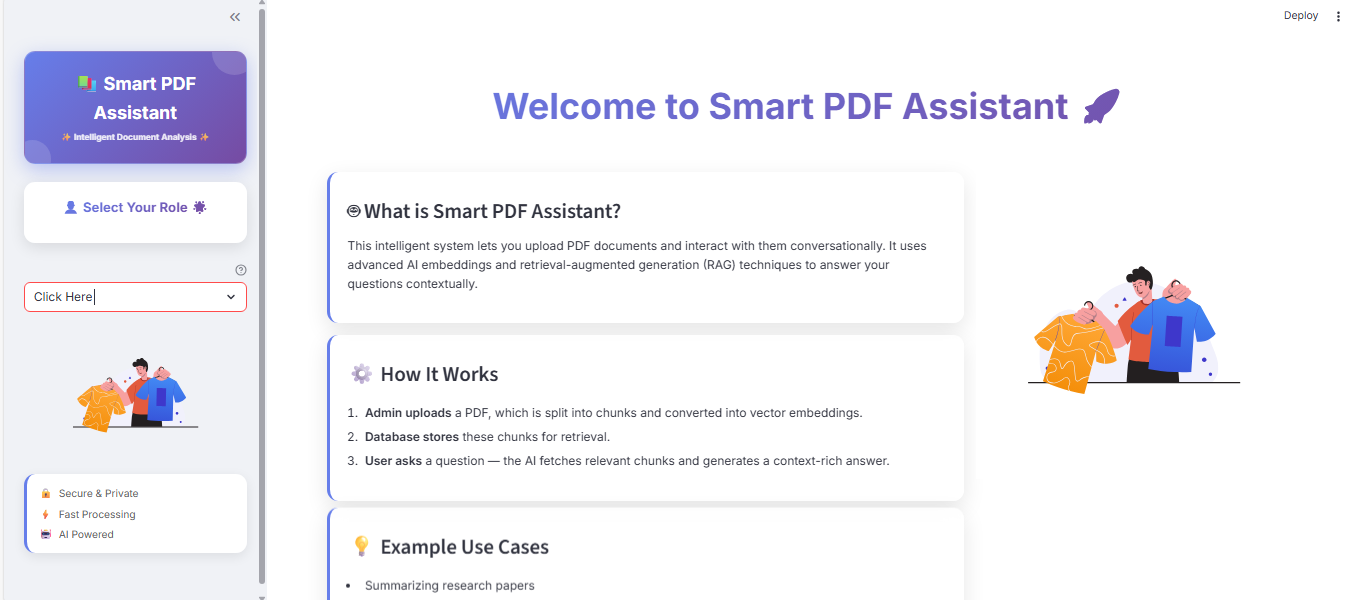 Deploy
Smart PDF
Assistant
Intelligent Document Analysis
Select Your Role
Click Here
Secure & Private
Fast Processing
AI Powered
Welcome to Smart PDF Assistant
What is Smart PDF Assistant?
This intelligent system lets you upload PDF documents and interact with them conversationally. It uses
advanced AI embeddings and retrieval-augmented generation (RAG) techniques to answer your
questions contextually.
How It Works
1. Admin uploads a PDF, which is split into chunks and converted into vector embeddings.
2. Database stores these chunks for retrieval.
3. User asks a question — the AI fetches relevant chunks and generates a context-rich answer.
Example Use Cases
• Summarizing research papers